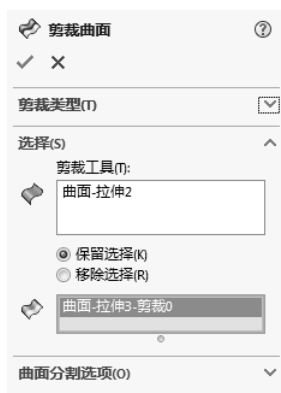 剪裁曲面
剪裁类型(T)
选择(S)
剪裁工具(T):
曲面-拉伸2
保留选择(K)
移除选择(R)
曲面-拉伸3-剪裁0
曲面分割选项(O)